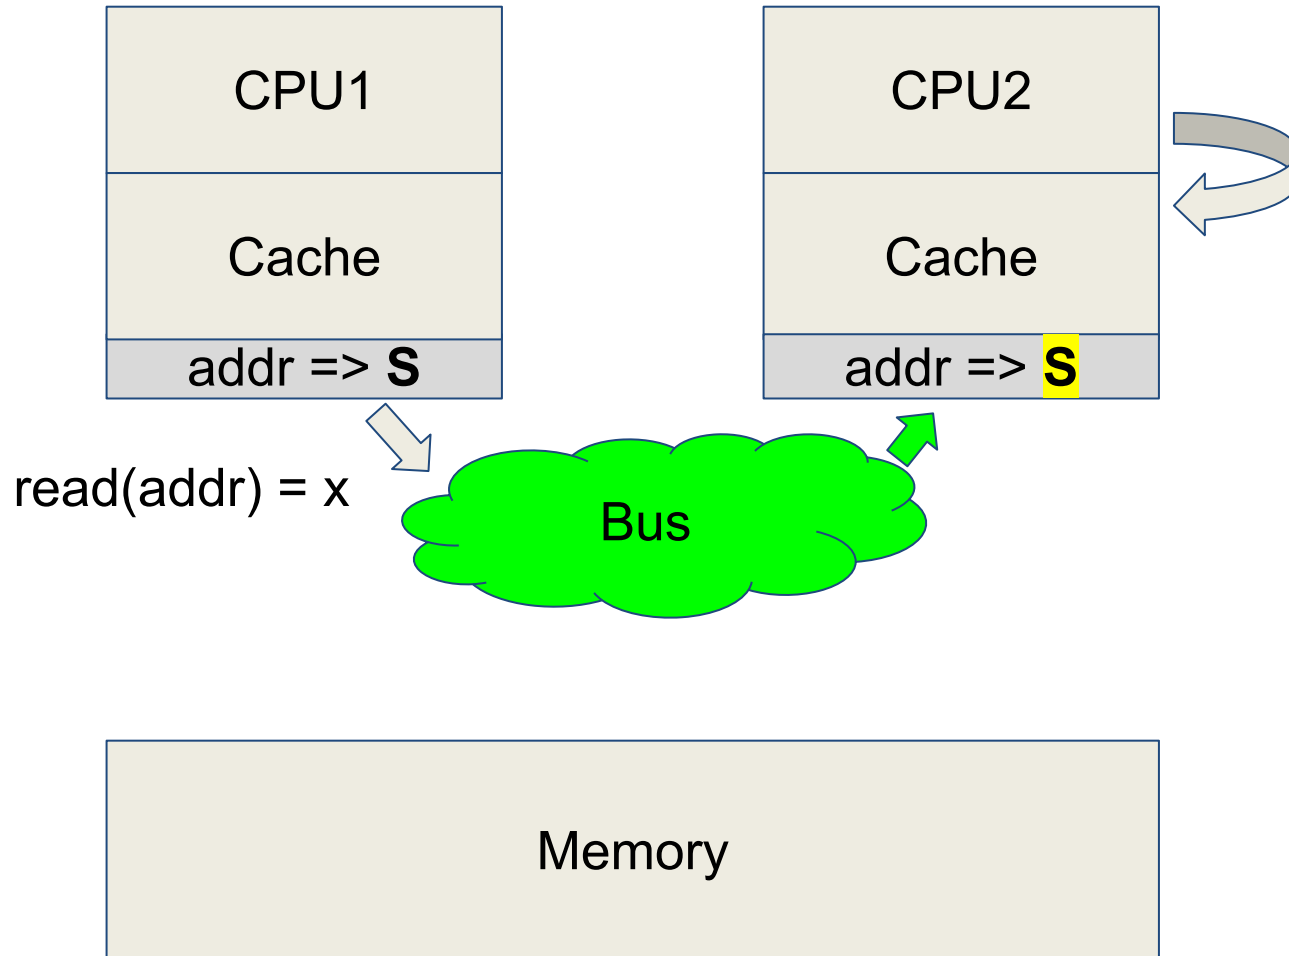 CPU1
CPU2
Cache
Cache
addr => S
addr => S
read(addr) = x
Bus
Memory